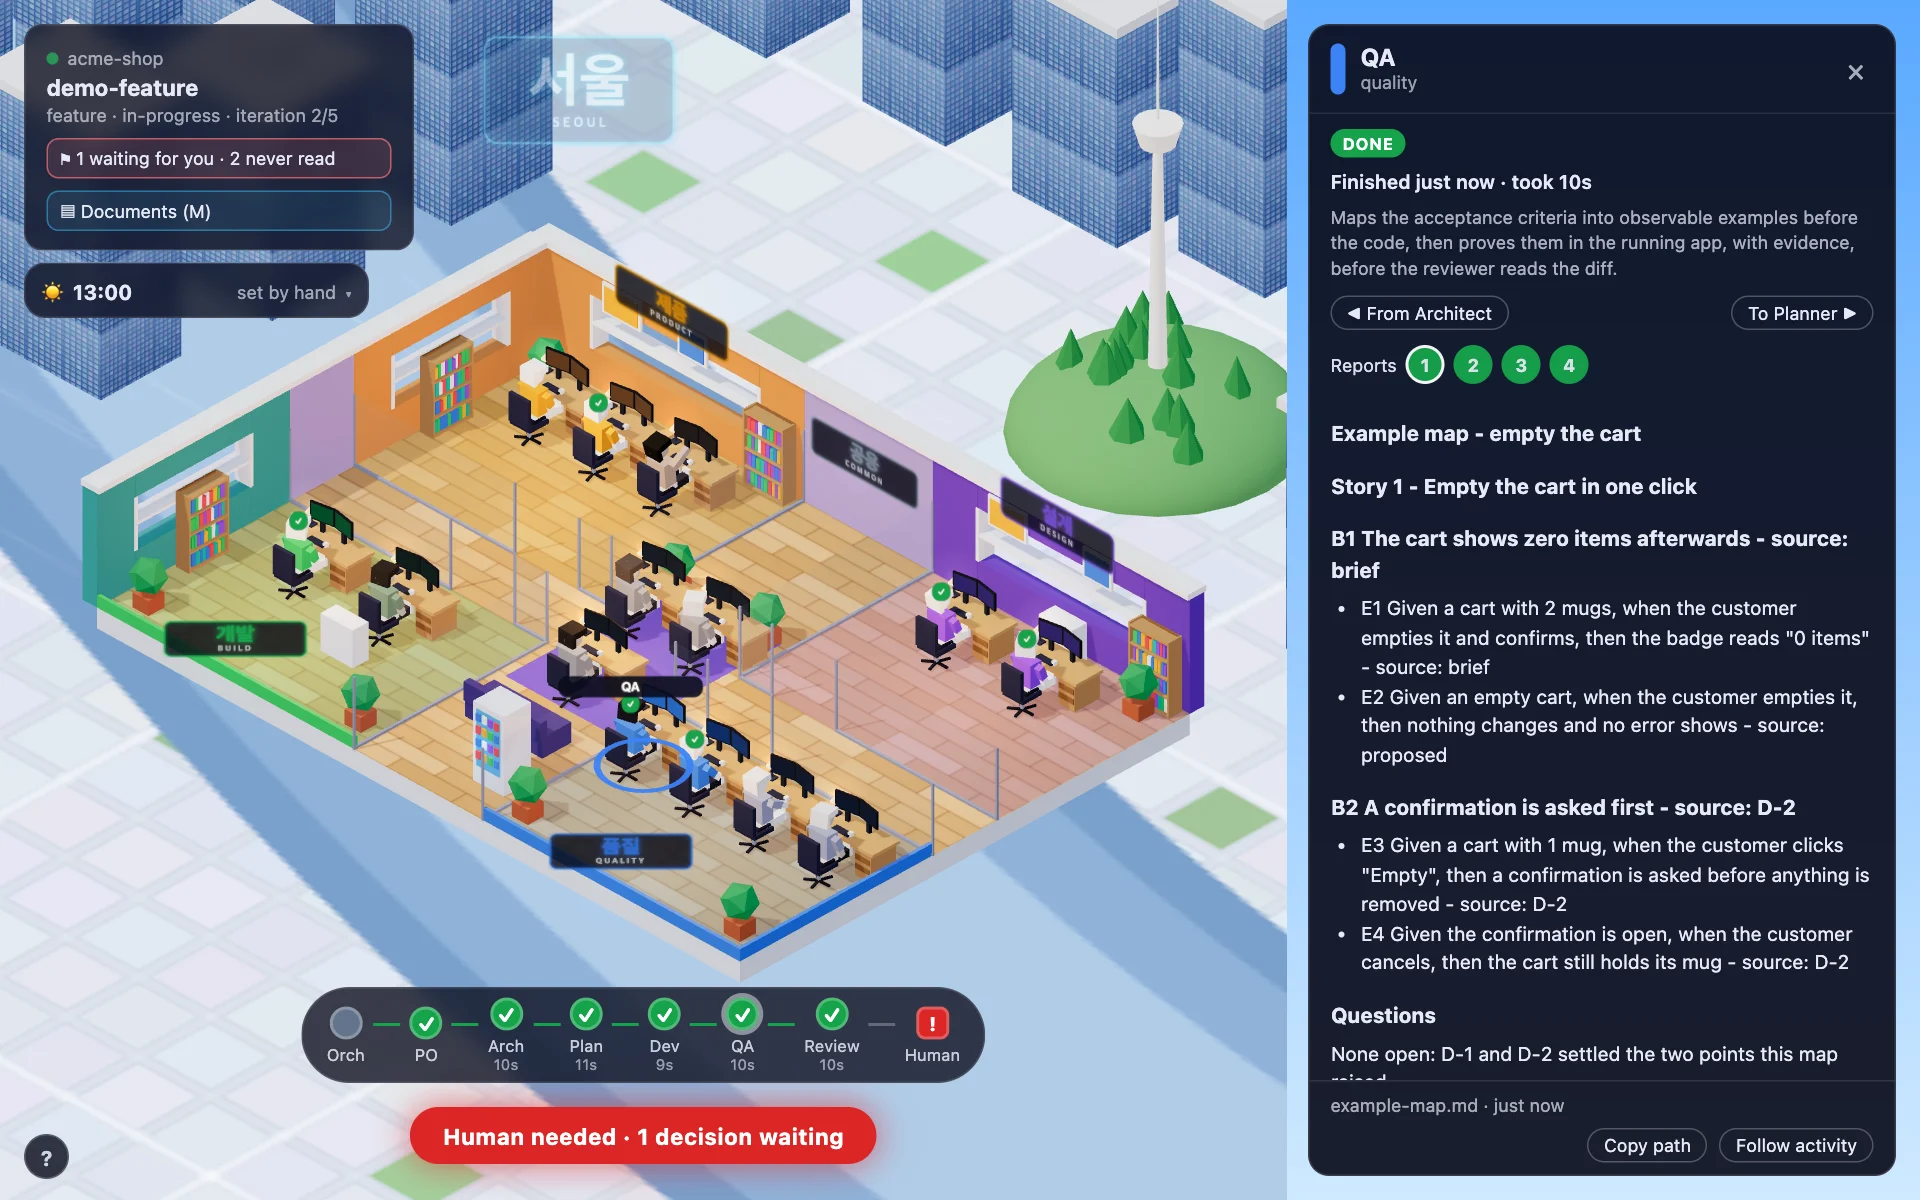 acme-shop
demo-feature
feature · in-progress · iteration 2/5
1 waiting for you · 2 never read
Documents (M)
13:00
set by hand
서울
SEOUL
제품
PRODUCT
공용
COMMON
설계
DESIGN
개발
BUILD
QA
품질
QUALITY
Orch
PO
Arch
10s
Plan
11s
Dev
9s
QA
10s
Review
10s
!
Human
Human needed · 1 decision waiting
?
QA
quality
×
DONE
Finished just now · took 10s
Maps the acceptance criteria into observable examples before
the code, then proves them in the running app, with evidence,
before the reviewer reads the diff.
◀ From Architect
To Planner ▶
Reports 1 2 3 4
Example map - empty the cart
Story 1 - Empty the cart in one click
B1 The cart shows zero items afterwards - source:
brief
• E1 Given a cart with 2 mugs, when the customer
empties it and confirms, then the badge reads "0 items"
- source: brief
• E2 Given an empty cart, when the customer empties it,
then nothing changes and no error shows - source:
proposed
B2 A confirmation is asked first - source: D-2
• E3 Given a cart with 1 mug, when the customer clicks
"Empty", then a confirmation is asked before anything is
removed - source: D-2
• E4 Given the confirmation is open, when the customer
cancels, then the cart still holds its mug - source: D-2
Questions
None open: D-1 and D-2 settled the two points this map
example-map.md · just now
Copy path
Follow activity